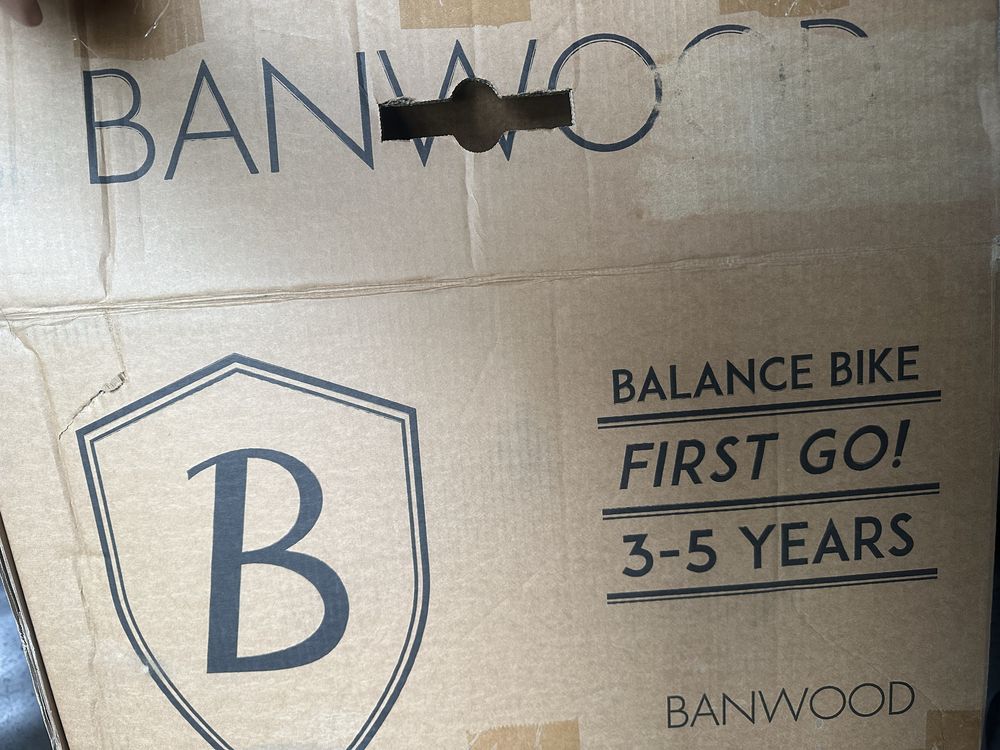 BANWOOD
B
BALANCE BIKE
FIRST GO!
3-5 YEARS
BANWOOD